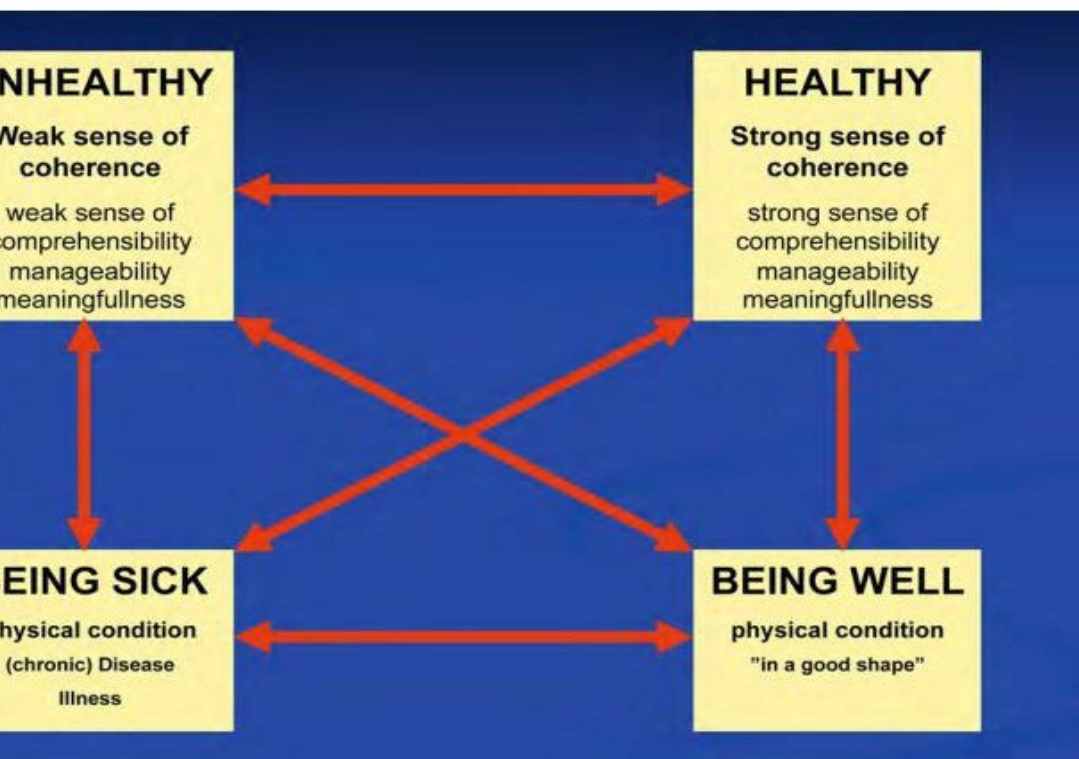 NHEALTHY
Weak sense of
coherence
weak sense of
comprehensibility
manageability
meaningfullness
HEALTHY
Strong sense of
coherence
strong sense of
comprehensibility
manageability
meaningfullness
EING SICK
hysical condition
(chronic) Disease
Illness
BEING WELL
physical condition
”in a good shape”